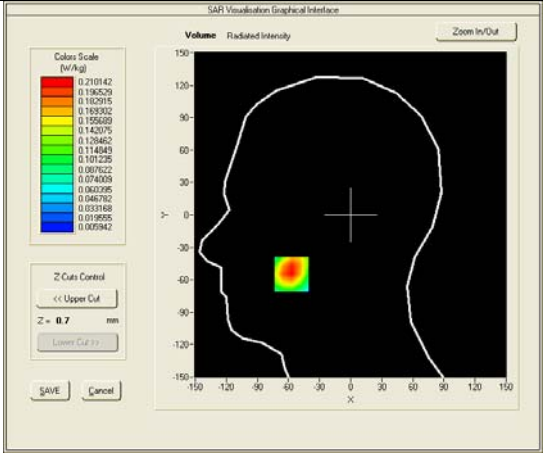 SAR Visualisation Graphical Interface
Volume Radiated Intensity
Zoom In/Out
Colors Scale
(W/kg)
0.210142
0.196529
0.182915
0.169302
0.155689
0.142075
0.128462
0.114849
0.101235
0.087622
0.074009
0.060395
0.046782
0.033168
0.019555
0.005942
Z Cuts Control
<< Upper Cut
Z = 0.7 mm
Lower Cut >>
SAVE Cancel
150
120
90
60
30
0
-30
-60
-90
-120
-150
Y
-150 -120 -90 -60 -30 0 30 60 90 120 150
X